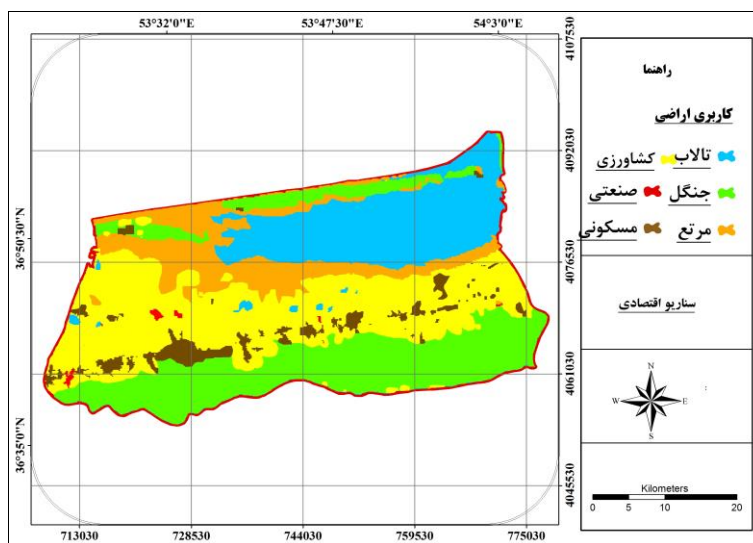 53°32'0"E 53°47'30"E 54°3'0"E
4107530
4092030
4076530
4061030
4045530
36°50'30"N
36°35'0"N
713030 728530 744030 759530 775030
راهنما
کاربری اراضی
تالاب کشاورزی
جنگل صنعتی
مرتع مسکونی
سناریو اقتصادی
N
W E
S
Kilometers
0 5 10 20